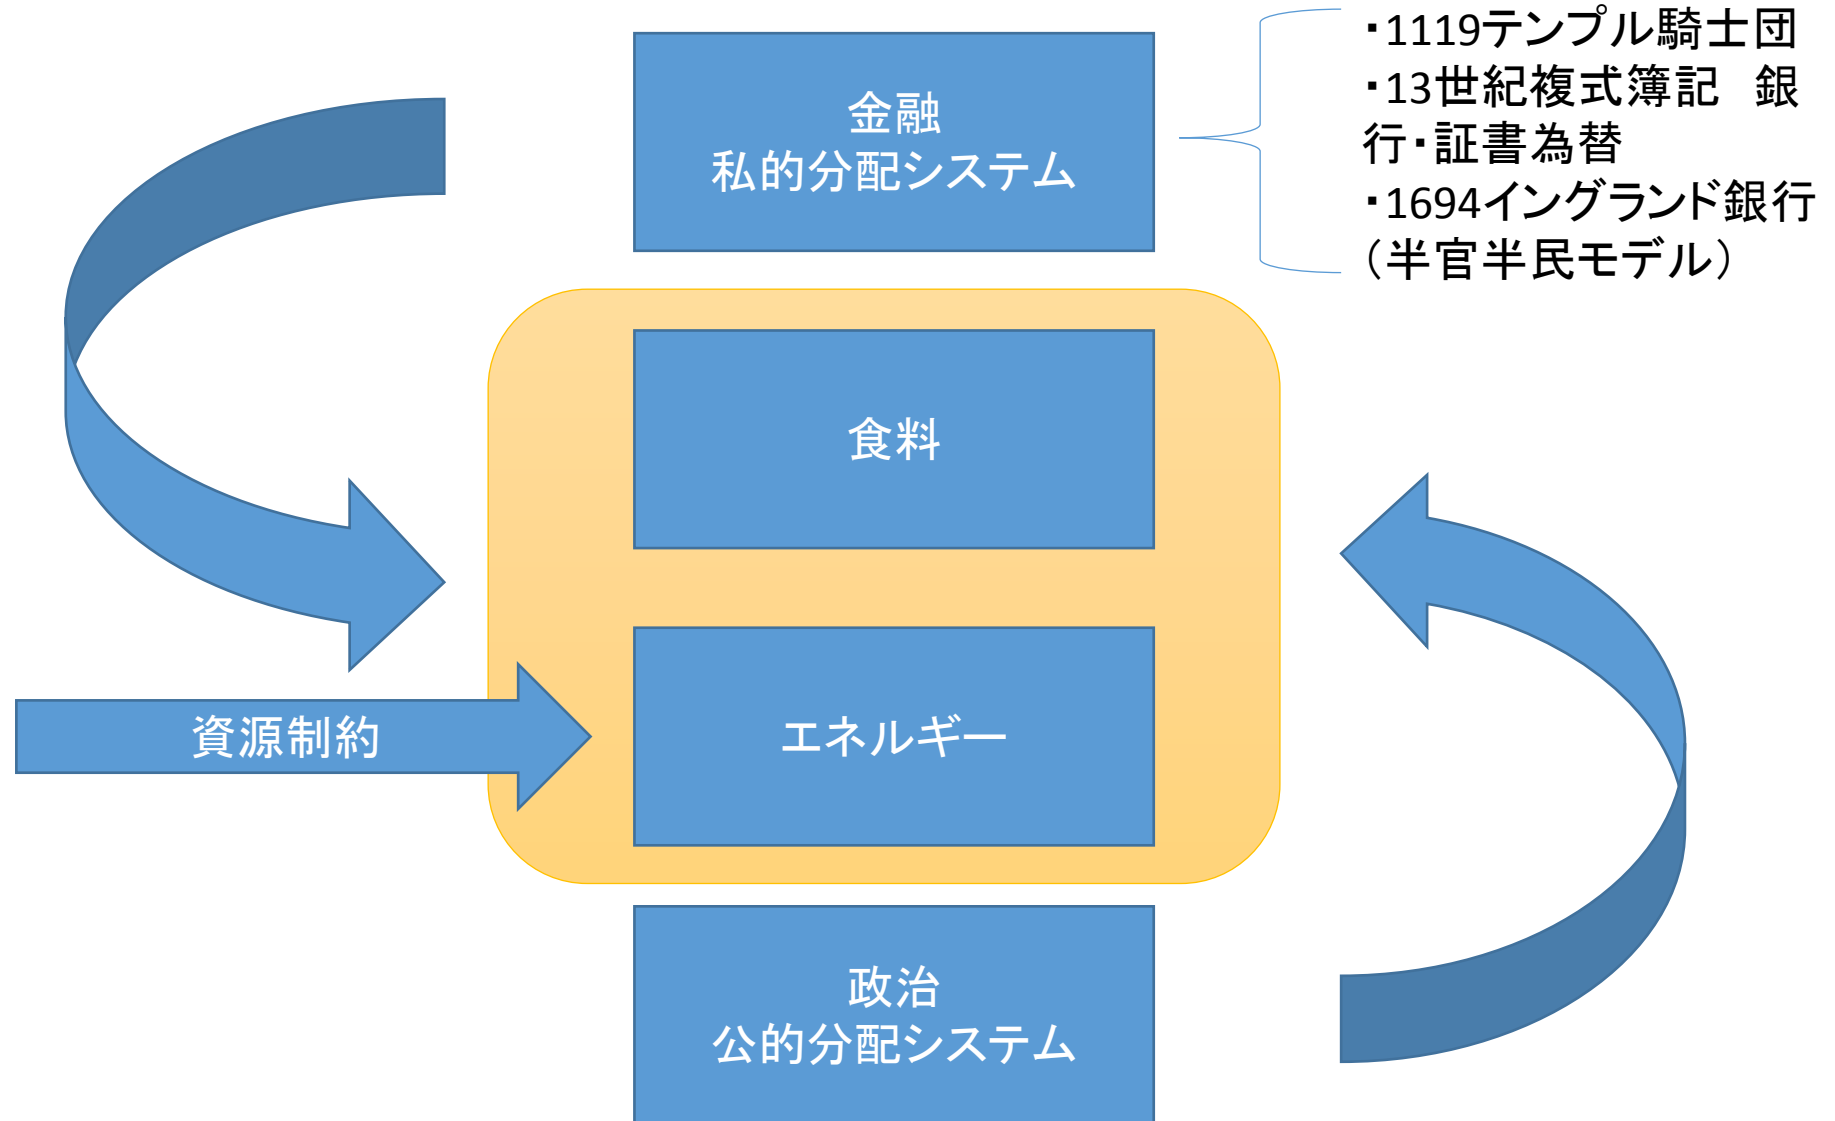 金融
私的分配システム
・1119テンプル騎士団
・13世紀複式簿記　銀
行・証書為替
・1694イングランド銀行
（半官半民モデル）
食料
資源制約
エネルギー
政治
公的分配システム